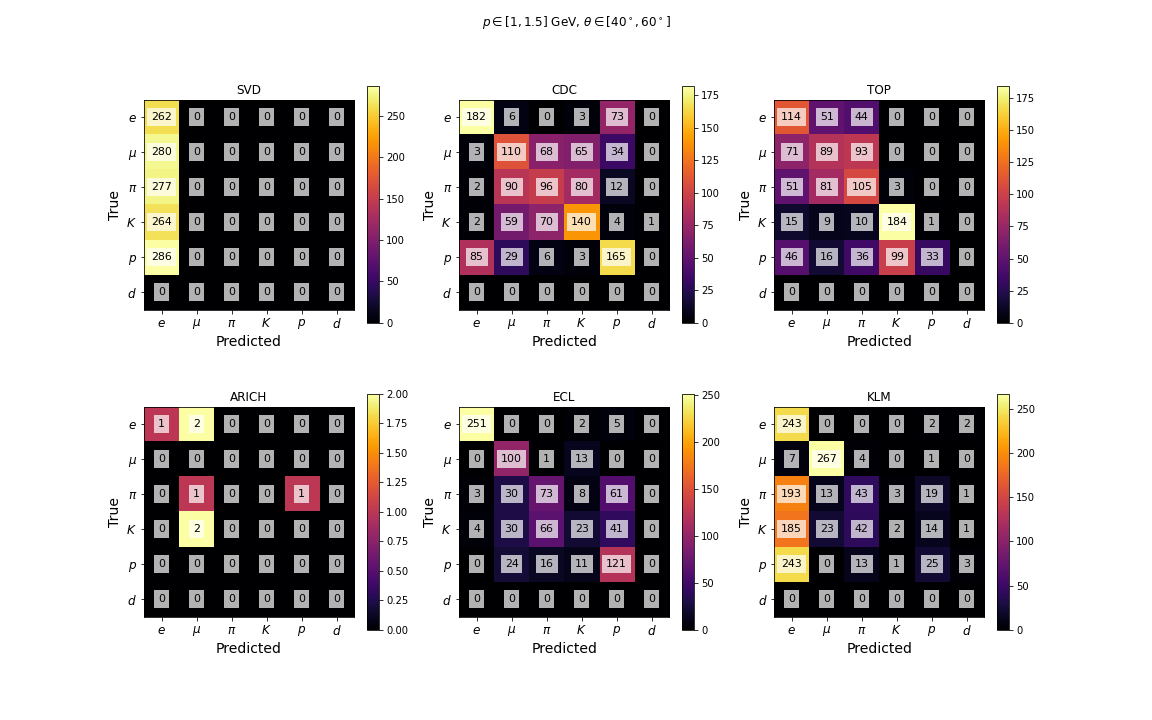 p ∈ [1, 1.5] GeV, θ ∈ [40°, 60°]
SVD
True
e 262 0 0 0 0 0
μ 280 0 0 0 0 0
π 277 0 0 0 0 0
K 264 0 0 0 0 0
p 286 0 0 0 0 0
d 0 0 0 0 0 0
e μ π K p d
Predicted
250
200
150
100
50
0
CDC
True
e 182 6 0 3 73 0
μ 3 110 68 65 34 0
π 2 90 96 80 12 0
K 2 59 70 140 4 1
p 85 29 6 3 165 0
d 0 0 0 0 0 0
e μ π K p d
Predicted
175
150
125
100
75
50
25
0
TOP
True
e 114 51 44 0 0 0
μ 71 89 93 0 0 0
π 51 81 105 3 0 0
K 15 9 10 184 1 0
p 46 16 36 99 33 0
d 0 0 0 0 0 0
e μ π K p d
Predicted
175
150
125
100
75
50
25
0
ARICH
True
e 1 2 0 0 0 0
μ 0 0 0 0 0 0
π 0 1 0 0 1 0
K 0 2 0 0 0 0
p 0 0 0 0 0 0
d 0 0 0 0 0 0
e μ π K p d
Predicted
2.00
1.75
1.50
1.25
1.00
0.75
0.50
0.25
0.00
ECL
True
e 251 0 0 2 5 0
μ 0 100 1 13 0 0
π 3 30 73 8 61 0
K 4 30 66 23 41 0
p 0 24 16 11 121 0
d 0 0 0 0 0 0
e μ π K p d
Predicted
250
200
150
100
50
0
KLM
True
e 243 0 0 0 2 2
μ 7 267 4 0 1 0
π 193 13 43 3 19 1
K 185 23 42 2 14 1
p 243 0 13 1 25 3
d 0 0 0 0 0 0
e μ π K p d
Predicted
250
200
150
100
50
0